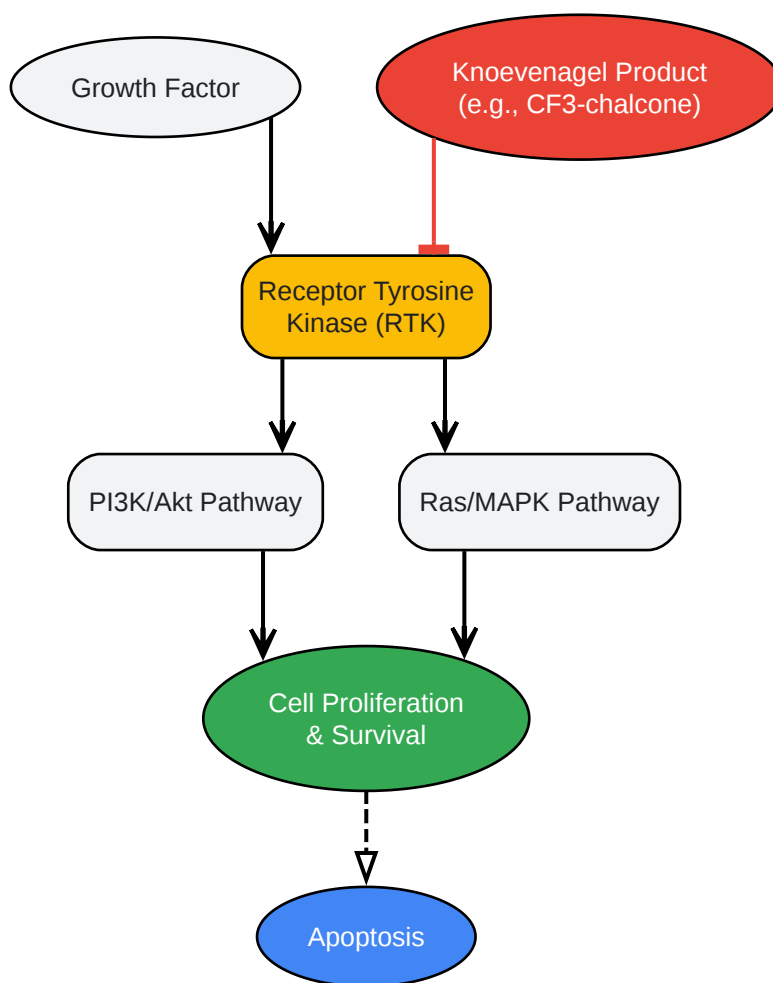 Growth Factor
Knoevenagel Product
(e.g., CF3-chalcone)
Receptor Tyrosine
Kinase (RTK)
PI3K/Akt Pathway
Ras/MAPK Pathway
Cell Proliferation
& Survival
Apoptosis